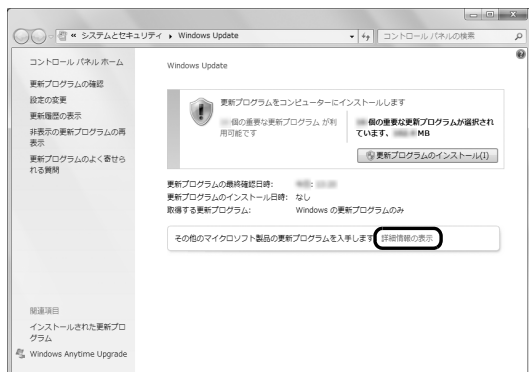 システムとセキュリティ ▸ Windows Update
コントロール パネルの検索
コントロール パネル ホーム
更新プログラムの確認
設定の変更
更新履歴の表示
非表示の更新プログラムの再
表示
更新プログラムのよく寄せら
れる質問
Windows Update
更新プログラムをコンピューターにインストールします
個の重要な更新プログラム が利
用可能です
個の重要な更新プログラムが選択され
ています、 MB
更新プログラムのインストール(I)
更新プログラムの最終確認日時:
更新プログラムのインストール日時: なし
取得する更新プログラム: Windows の更新プログラムのみ
その他のマイクロソフト製品の更新プログラムを入手します 詳細情報の表示
関連項目
インストールされた更新プロ
グラム
Windows Anytime Upgrade